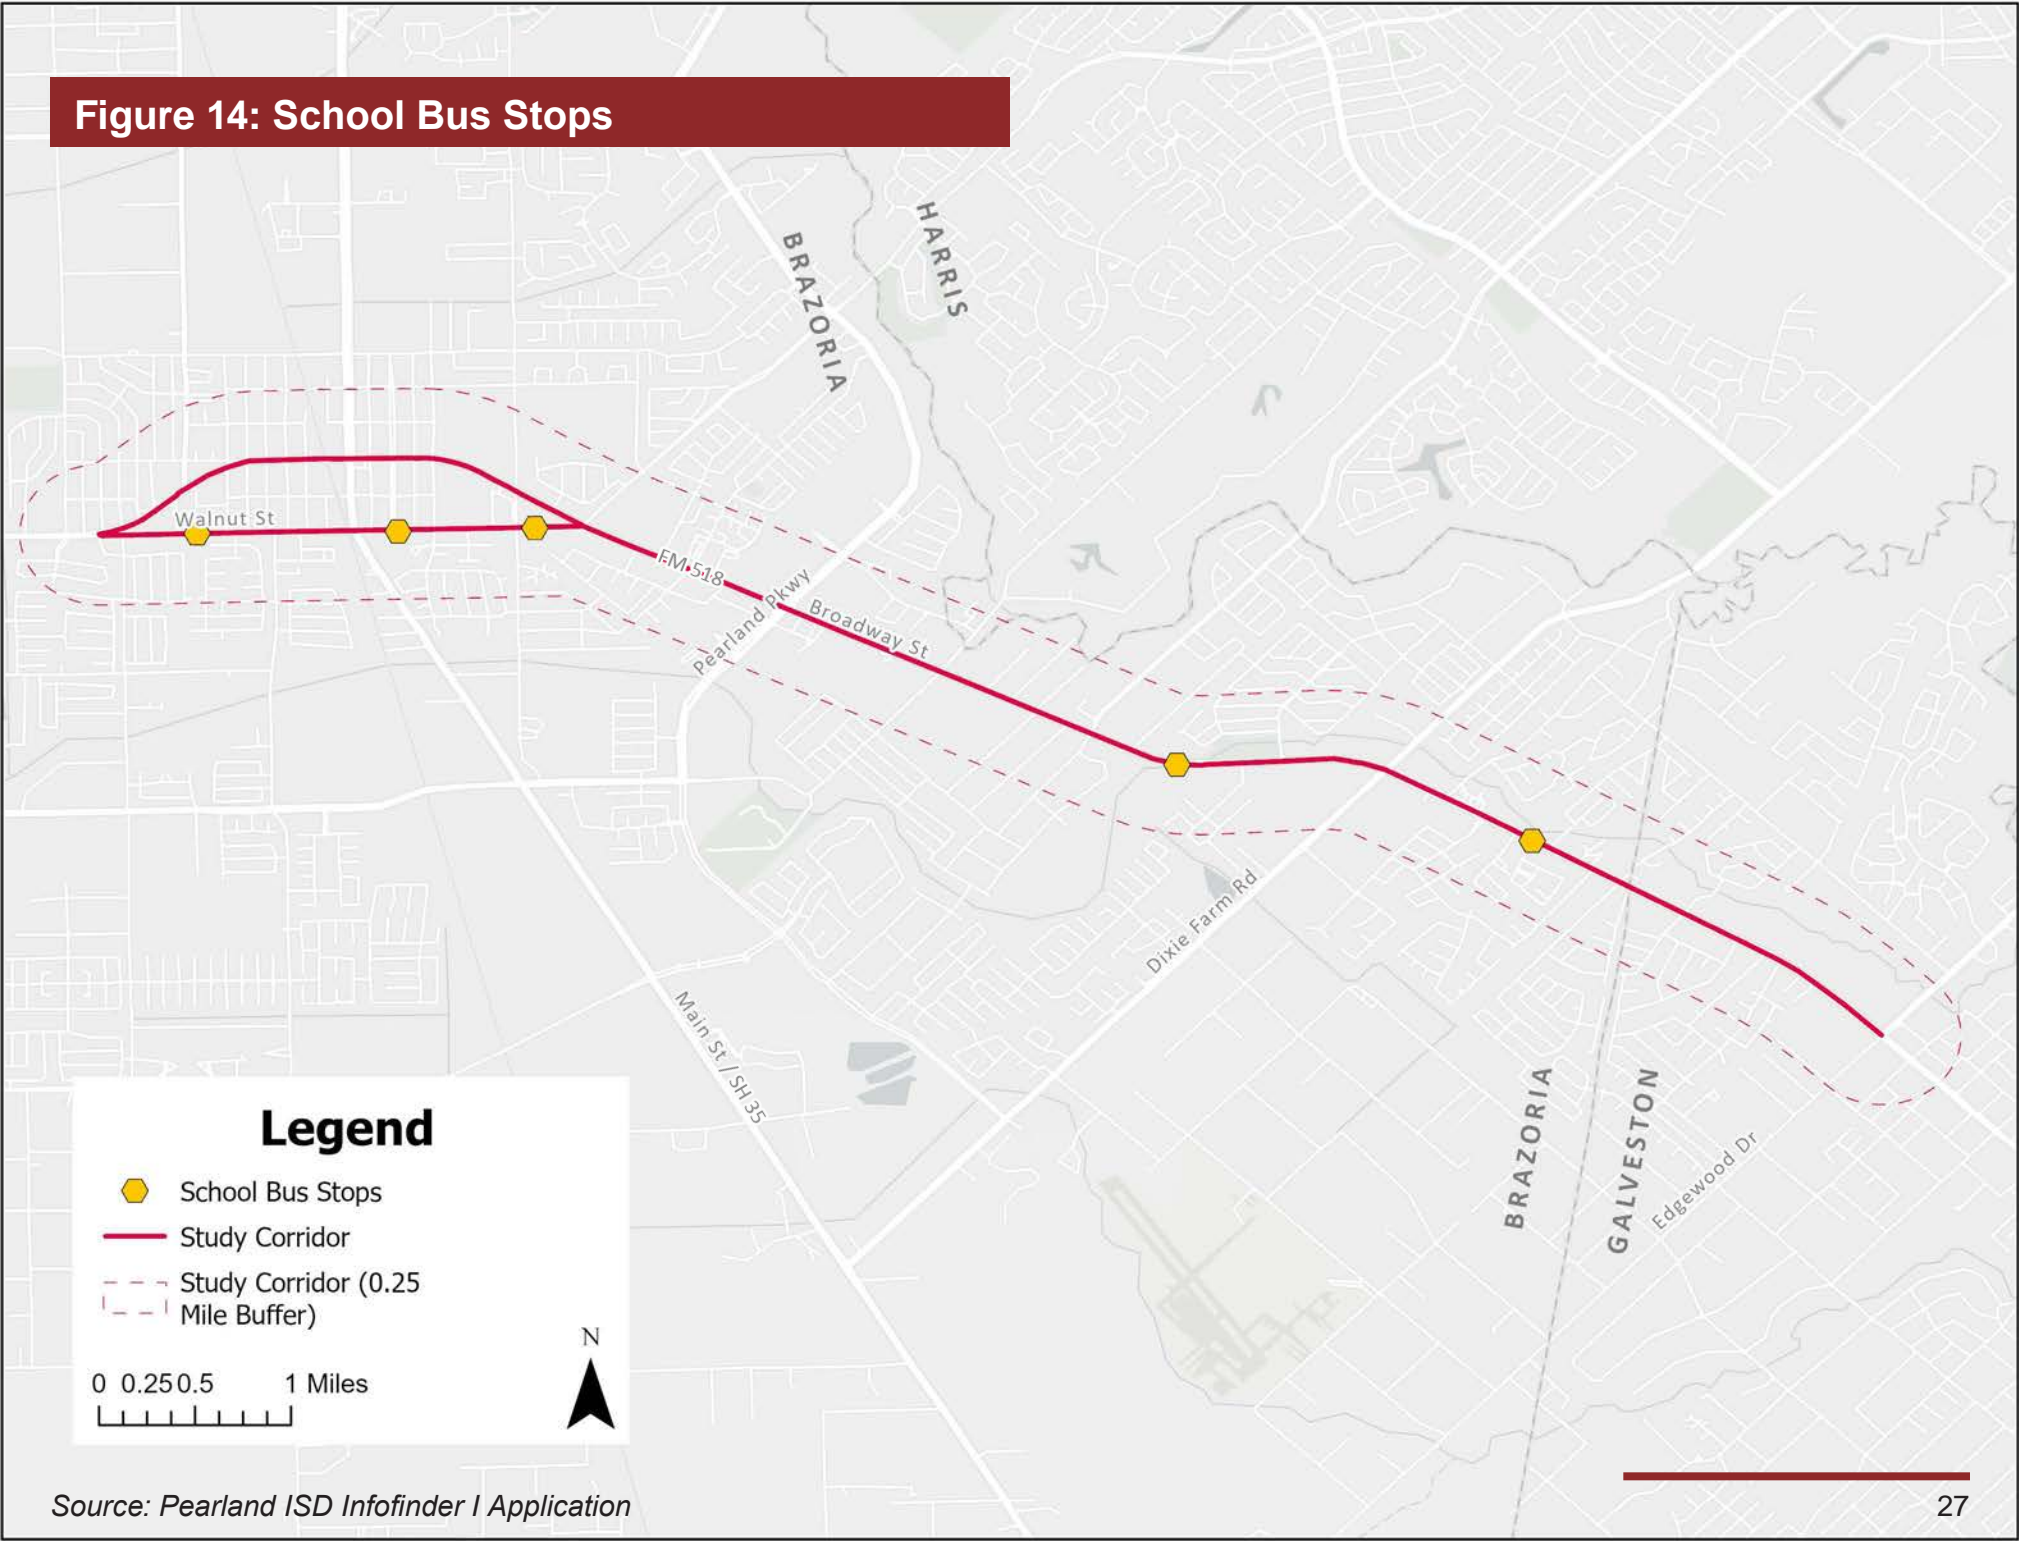 Figure 14: School Bus Stops
HARRIS
BRAZORIA
Walnut St
FM 518
Pearland Pkwy
Broadway St
Dixie Farm Rd
Main St / SH 35
BRAZORIA
GALVESTON
Edgewood Dr
Legend
School Bus Stops
Study Corridor
Study Corridor (0.25
Mile Buffer)
N
0 0.25 0.5 1 Miles
Source: Pearland ISD Infofinder I Application
27